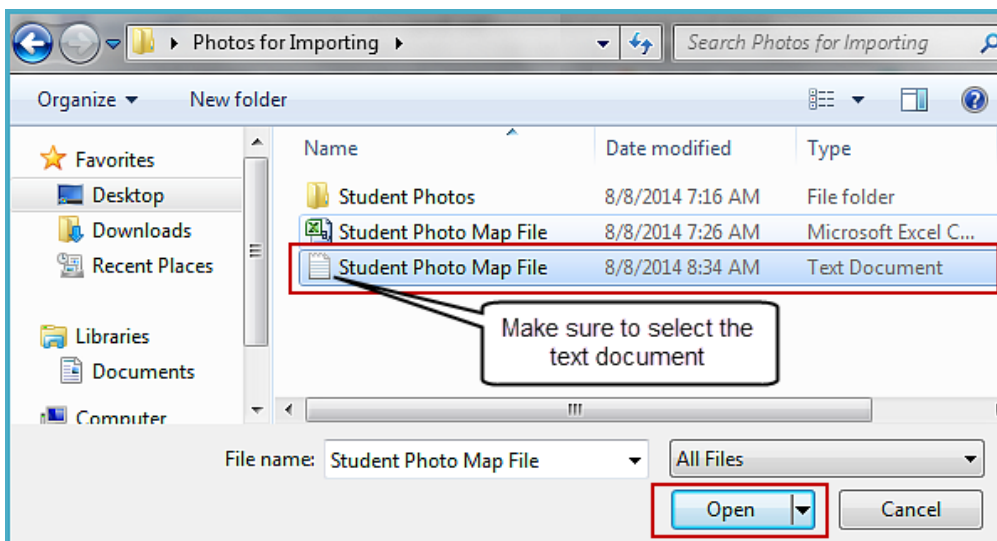 Photos for Importing
Search Photos for Importing
Organize New folder
Name Date modified Type
Favorites
Desktop
Downloads
Recent Places
Libraries
Documents
Computer
Student Photos 8/8/2014 7:16 AM File folder
Student Photo Map File 8/8/2014 7:26 AM Microsoft Excel C...
Student Photo Map File 8/8/2014 8:34 AM Text Document
Make sure to select the
text document
File name: Student Photo Map File All Files
Open Cancel